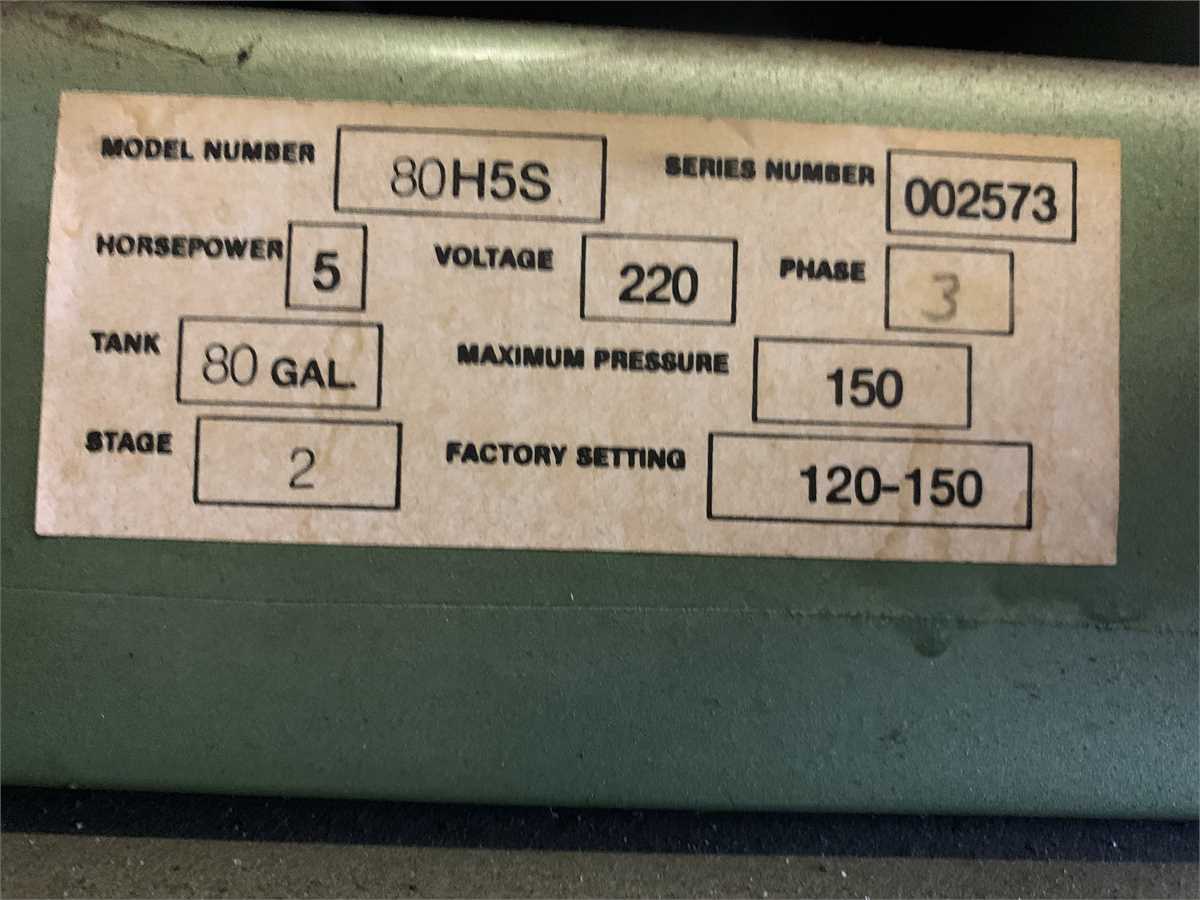 MODEL NUMBER 80H5S SERIES NUMBER 002573
HORSEPOWER 5 VOLTAGE 220 PHASE 3
TANK 80 GAL. MAXIMUM PRESSURE 150
STAGE 2 FACTORY SETTING 120-150